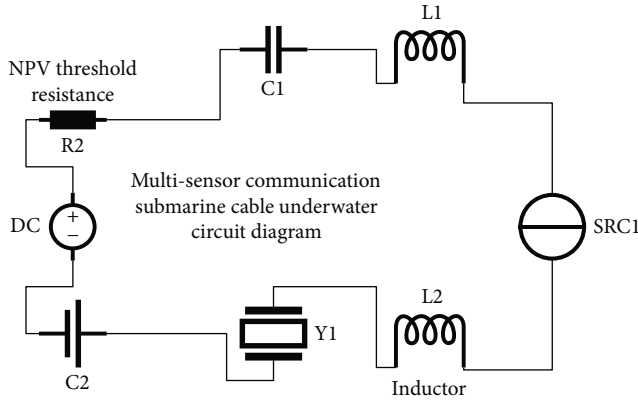 L1
NPV threshold
resistance
C1
R2
Multi-sensor communication
submarine cable underwater
circuit diagram
DC
+
−
SRC1
L2
Y1
C2
Inductor